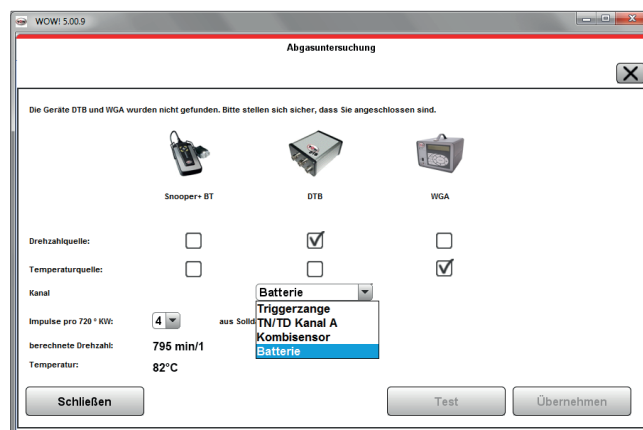 WOW! 5.00.9
Abgasuntersuchung
Die Geräte DTB und WGA wurden nicht gefunden. Bitte stellen sich sicher, dass Sie angeschlossen sind.
Snooper+ BT DTB WGA
Drehzahlquelle:
Temperaturquelle:
Kanal Batterie
Triggerzange
Impulse pro 720 ° KW: 4 aus Solld TN/TD Kanal A
Kombisensor
berechnete Drehzahl: 795 min/1 Batterie
Temperatur: 82°C
Schließen Test Übernehmen